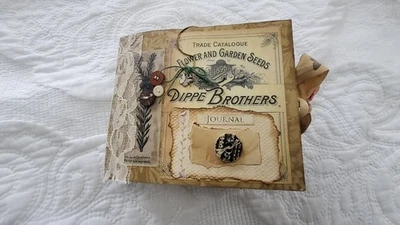 TRADE CATALOGUE
FLOWER AND GARDEN SEEDS
DIPPE BROTHERS
JOURNAL